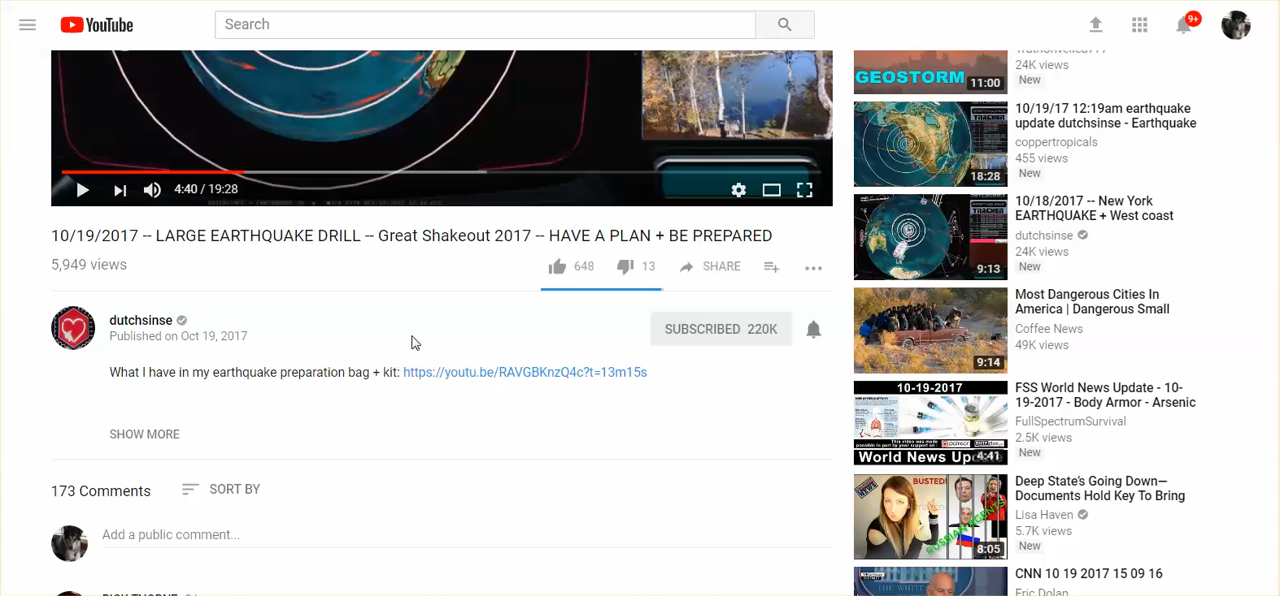 YouTube
Search
9+
4:40 / 19:28
10/19/2017 -- LARGE EARTHQUAKE DRILL -- Great Shakeout 2017 -- HAVE A PLAN + BE PREPARED
5,949 views
648
13
SHARE
dutchsinse
Published on Oct 19, 2017
SUBSCRIBED 220K
What I have in my earthquake preparation bag + kit: https://youtu.be/RAVGBKnzQ4c?t=13m15s
SHOW MORE
173 Comments
SORT BY
Add a public comment...
GEOSTORM
11:00
24K views
New
18:28
10/19/17 12:19am earthquake
update dutchsinse - Earthquake
coppertropicals
455 views
New
9:13
10/18/2017 -- New York
EARTHQUAKE + West coast
dutchsinse
24K views
New
9:14
Most Dangerous Cities In
America | Dangerous Small
Coffee News
49K views
10-19-2017
World News Up
4:41
FSS World News Update - 10-
19-2017 - Body Armor - Arsenic
FullSpectrumSurvival
2.5K views
New
BUSTED!
8:05
Deep State's Going Down—
Documents Hold Key To Bring
Lisa Haven
5.7K views
New
CNN 10 19 2017 15 09 16
Eric Dolan